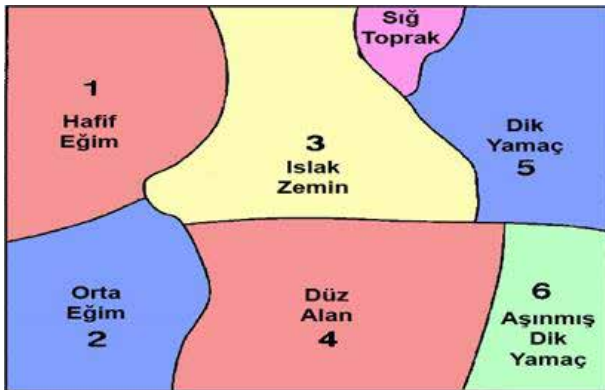 1
Hafif
Eğim
3
Islak
Zemin
Sığ
Toprak
Dik
Yamaç
5
Orta
Eğim
2
Düz
Alan
4
6
Aşınmış
Dik
Yamaç